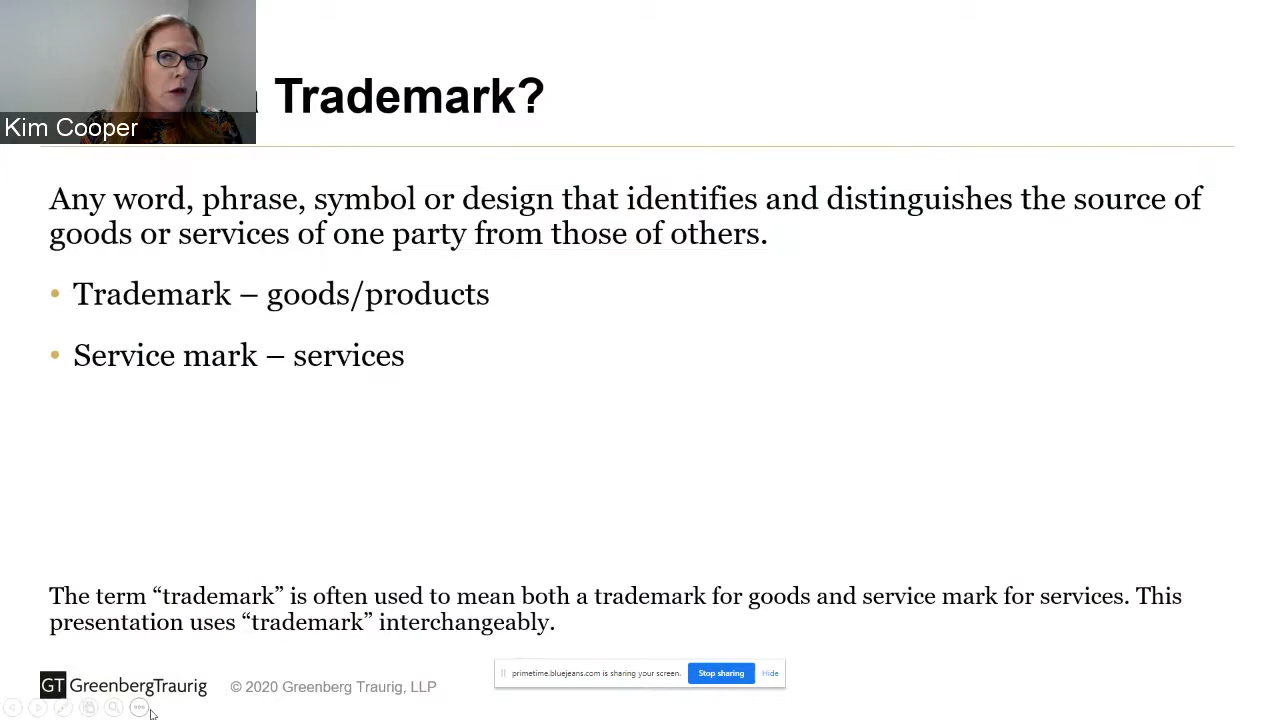 Trademark?
Kim Cooper
Any word, phrase, symbol or design that identifies and distinguishes the source of
goods or services of one party from those of others.
• Trademark – goods/products
• Service mark – services
The term “trademark” is often used to mean both a trademark for goods and service mark for services. This
presentation uses “trademark” interchangeably.
GT GreenbergTraurig
© 2020 Greenberg Traurig, LLP
primetime.bluejeans.com is sharing your screen.
Stop sharing
Hide